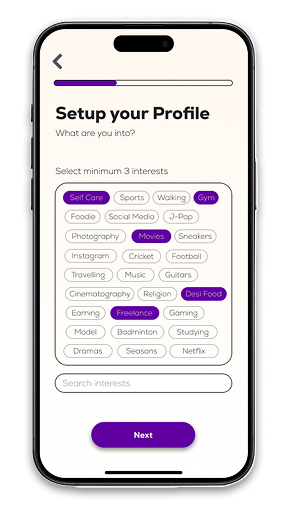 Setup your Profile
What are you into?
Select minimum 3 interests
Self Care Sports Walking Gym
Foodie Social Media J-Pop
Photography Movies Sneakers
Instagram Cricket Football
Travelling Music Guitars
Cinematography Religion Desi Food
Earning Freelance Gaming
Model Badminton Studying
Dramas Seasons Netflix
Search interests
Next